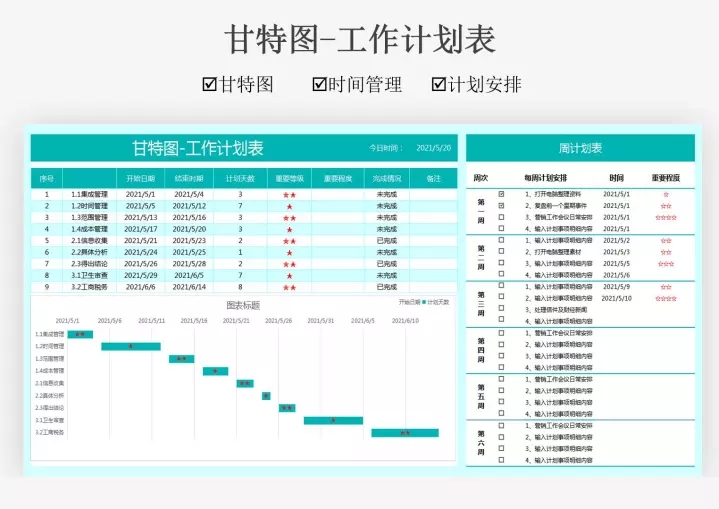 甘特图-工作计划表
☑甘特图 ☑时间管理 ☑计划安排
甘特图-工作计划表 今日时间： 2021/5/20
序号 开始日期 结束时间 计划天数 重要等级 重要程度 完成情况 备注
1 1.1集成管理 2021/5/1 2021/5/4 3 ★★ 未完成
2 1.2时间管理 2021/5/5 2021/5/12 7 ★ 未完成
3 1.3范围管理 2021/5/13 2021/5/16 3 ★★ 未完成
4 1.4成本管理 2021/5/17 2021/5/20 3 ★ 未完成
5 2.1信息收集 2021/5/21 2021/5/23 2 ★★ 已完成
6 2.2具体分析 2021/5/24 2021/5/25 1 ★ 未完成
7 2.3得出结论 2021/5/26 2021/5/28 2 ★★ 已完成
8 3.1卫生审查 2021/5/29 2021/6/5 7 ★ 未完成
9 3.2工商税务 2021/6/6 2021/6/14 8 ★★ 已完成
图表标题
开始日期 计划天数
2021/5/1 2021/5/6 2021/5/11 2021/5/16 2021/5/21 2021/5/26 2021/5/31 2021/6/5 2021/6/10
1.1集成管理 ★★
1.2时间管理 ★
1.3范围管理 ★★
1.4成本管理 ★
2.1信息收集 ★★
2.2具体分析 ★
2.3得出结论 ★★
3.1卫生审查 ★
3.2工商税务 ★★
周计划表
周次 每周计划安排 时间 重要程度
第一周
☑ 1、打开电脑整理资料 2021/5/1 ☆
☑ 2、复盘前一个星期事件 2021/5/1 ☆☆
☐ 3、营销工作会议日常安排 2021/5/1 ☆☆☆☆
☐ 4、输入计划事项明细内容 2021/5/1
第二周
☐ 1、输入计划事项明细内容 2021/5/2 ☆☆
☐ 2、打开电脑整理素材 2021/5/3 ☆☆
☐ 3、输入计划事项明细内容 2021/5/5 ☆☆☆
☐ 4、输入计划事项明细内容 2021/5/6
第三周
☐ 1、输入计划事项明细内容 2021/5/9 ☆☆
☐ 2、输入计划事项明细内容 2021/5/10 ☆☆☆☆
☐ 3、处理信件及财经新闻
☐ 4、输入计划事项明细内容
第四周
☐ 1、营销工作会议日常安排
☐ 2、输入计划事项明细内容
☐ 3、输入计划事项明细内容
☐ 4、输入计划事项明细内容
第五周
☐ 1、营销工作会议日常安排
☐ 2、输入计划事项明细内容
☐ 3、输入计划事项明细内容
☐ 4、输入计划事项明细内容
第六周
☐ 1、营销工作会议日常安排
☐ 2、输入计划事项明细内容
☐ 3、输入计划事项明细内容
☐ 4、输入计划事项明细内容